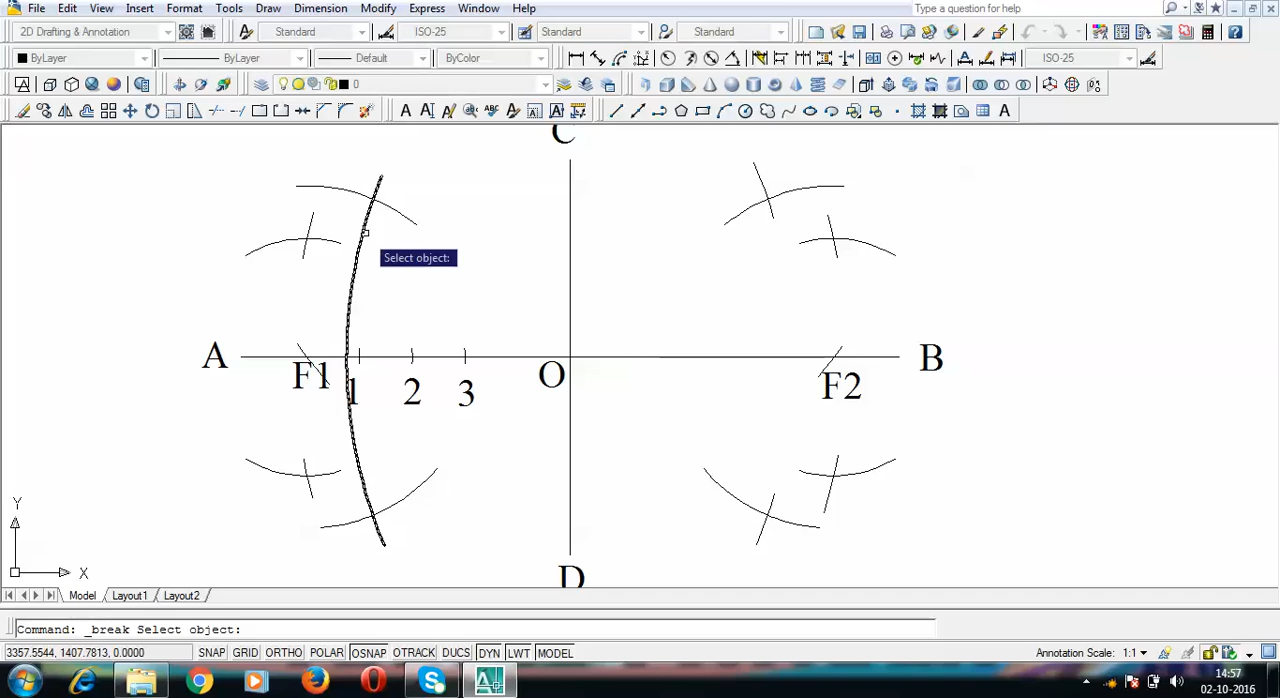 File Edit View Insert Format Tools Draw Dimension Modify Express Window Help Type a question for help
2D Drafting & Annotation Standard ISO-25 Standard Standard
ByLayer ByLayer Default ByColor ISO-25
0
C
Select object:
A F1 1 2 3 O F2 B
D
Y
X
Model Layout1 Layout2
Command: _break Select object:
3357.5544, 1407.7813, 0.0000 SNAP GRID ORTHO POLAR OSNAP OTRACK DUCS DYN LWT MODEL Annotation Scale: 1:1
14:57
02-10-2016